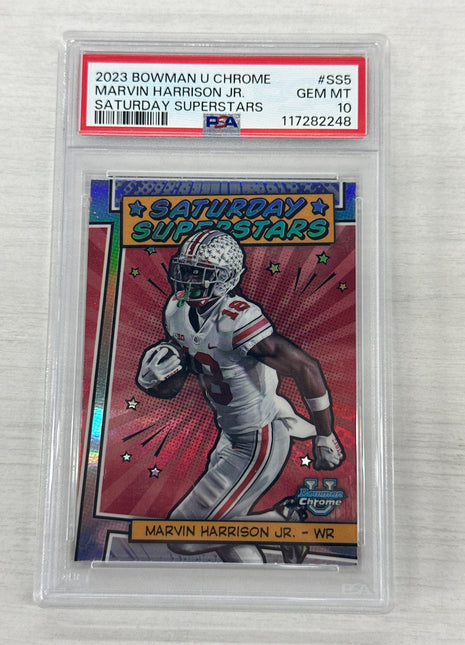 2023 BOWMAN U CHROME #SS5
MARVIN HARRISON JR. GEM MT
SATURDAY SUPERSTARS 10
PSA 117282248
SATURDAY
SUPERSTARS
18
18
U
Bowman
Chrome
MARVIN HARRISON JR. - WR